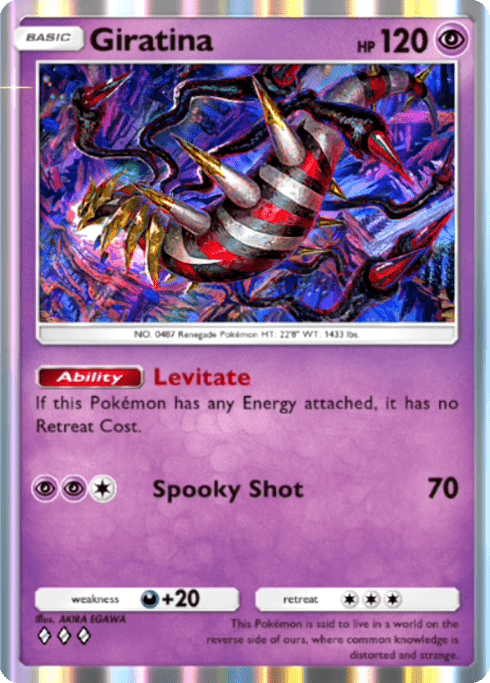 BASIC Giratina HP 120
NO. 0487 Renegade Pokémon HT: 22'8" WT: 1433 lbs.
Ability Levitate
If this Pokémon has any Energy attached, it has no
Retreat Cost.
Spooky Shot 70
weakness +20 retreat
Illus. AKIRA EGAWA
This Pokémon is said to live in a world on the
reverse side of ours, where common knowledge is
distorted and strange.